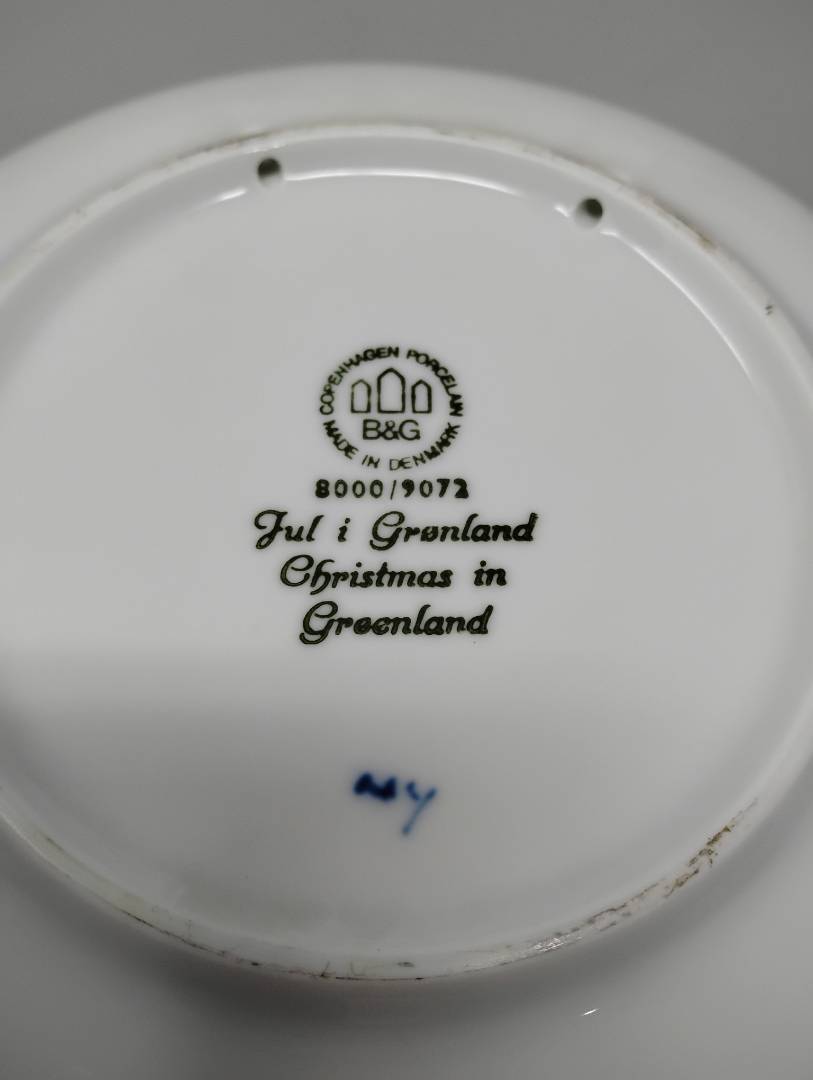 COPENHAGEN PORCELAIN
B&G
MADE IN DENMARK
8000/9072
Jul i Grønland
Christmas in
Greenland